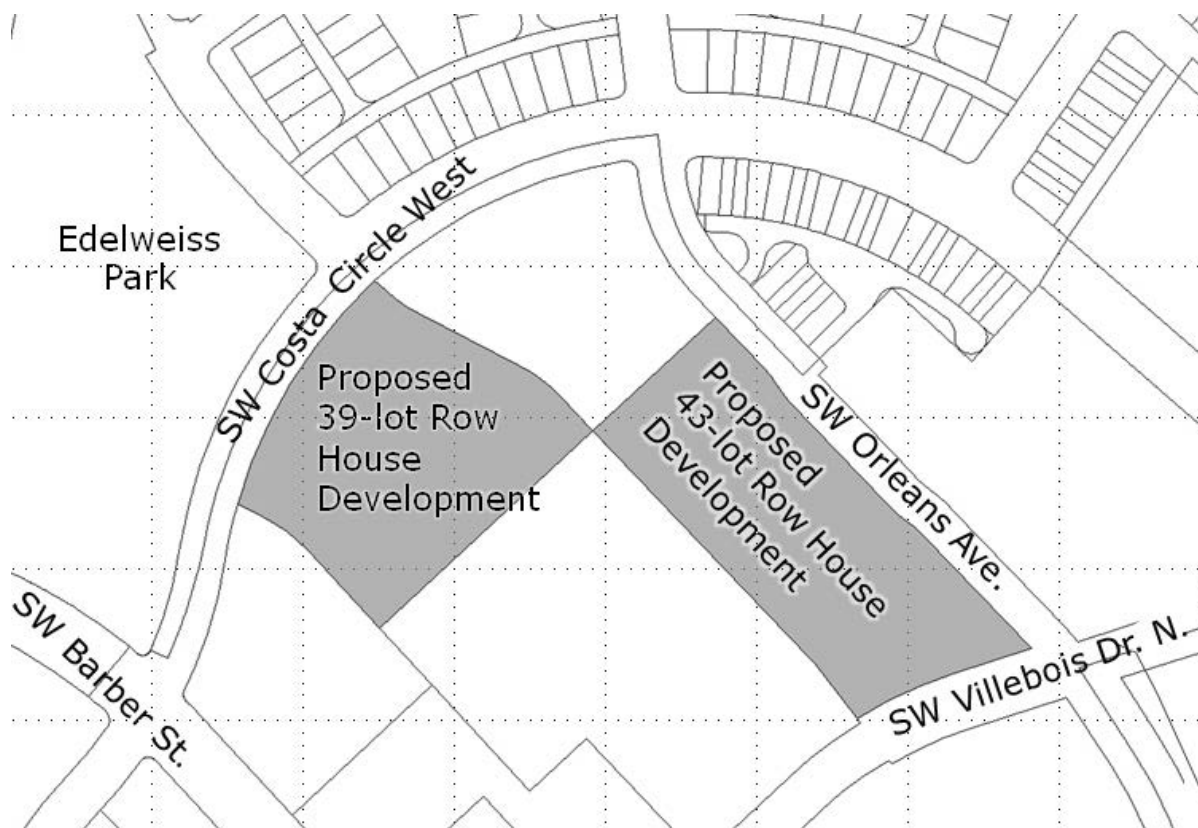 SW Costa Circle West
Edelweiss
Park
Proposed
39-lot Row
House
Development
Proposed
43-lot Row House
Development
SW Orleans Ave.
SW Barber St.
SW Villebois Dr. N.